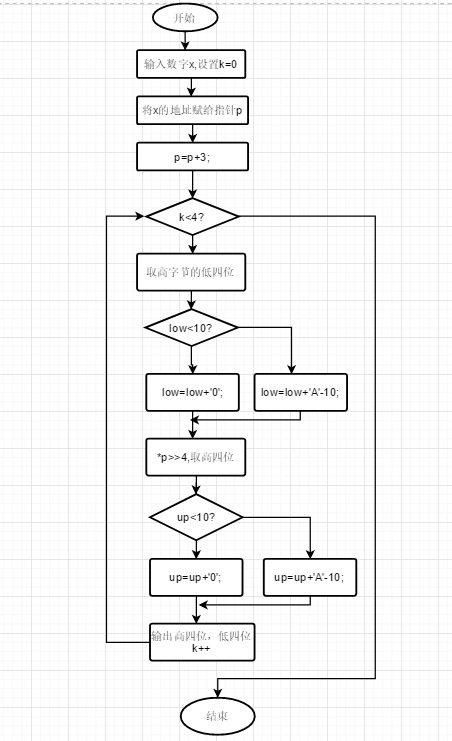 开始
输入数字x,设置k=0
将x的地址赋给指针p
p=p+3;
k<4?
取高字节的低四位
low<10?
low=low+'0';
low=low+'A'-10;
*p>>4,取高四位
up<10?
up=up+'0';
up=up+'A'-10;
输出高四位，低四位
k++
结束